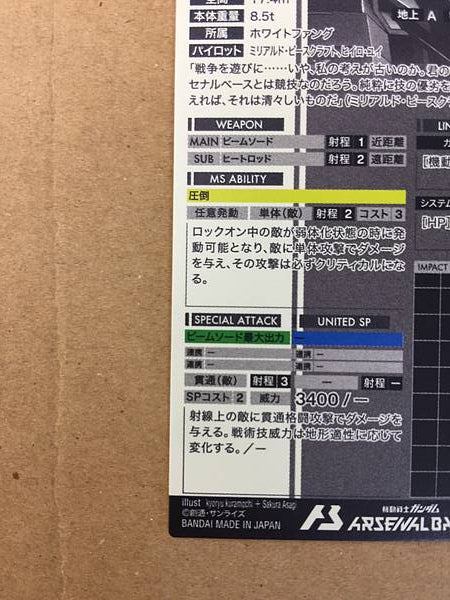 全高 17.4m
本体重量 8.5t
所属 ホワイトファング
パイロット ミリアルド・ピースクラフト、ヒイロ・ユイ
地上 A
「戦争を遊びに……いや、私の考えが古いのか。君の
セナルベースとは競技なのだろう。純粋に技の優劣を
えれば、それは清々しいものだ」(ミリアルド・ピースクラ
WEAPON
MAIN ビームソード 射程 1 近距離
SUB ヒートロッド 射程 2 遠距離
MS ABILITY
圧倒
任意発動 単体(敵) 射程 2 コスト 3
ロックオン中の敵が弱体化状態の時に発
動可能となり、敵に単体攻撃でダメージ
を与え、その攻撃は必ずクリティカルにな
る。
SPECIAL ATTACK UNITED SP
ビームソード最大出力 —
連携 — 連携 —
連携 — 連携 —
貫通(敵) 射程 3 — 射程 —
SPコスト 2 威力 3400/—
射線上の敵に貫通格闘攻撃でダメージを
与える。戦術技威力は地形適性に応じて
変化する。/—
LIN
[機動
システム
[HP]
IMPACT
illust kyoryu kuramochi + Sakura Asagi
©創通・サンライズ
BANDAI MADE IN JAPAN
機動戦士ガンダム
ARSENAL BA